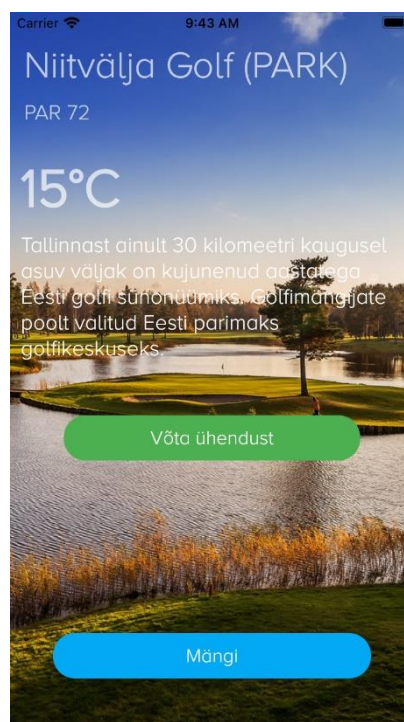 Carrier 9:43 AM
Niitvälja Golf (PARK)
PAR 72
15°C
Tallinnast ainult 30 kilomeetri kaugusel
asuv väljak on kujunenud aastatega
Eesti golfi sünonüümiks. Golfimängijate
poolt valitud Eesti parimaks
golfikeskuseks.
Võta ühendust
Mängi